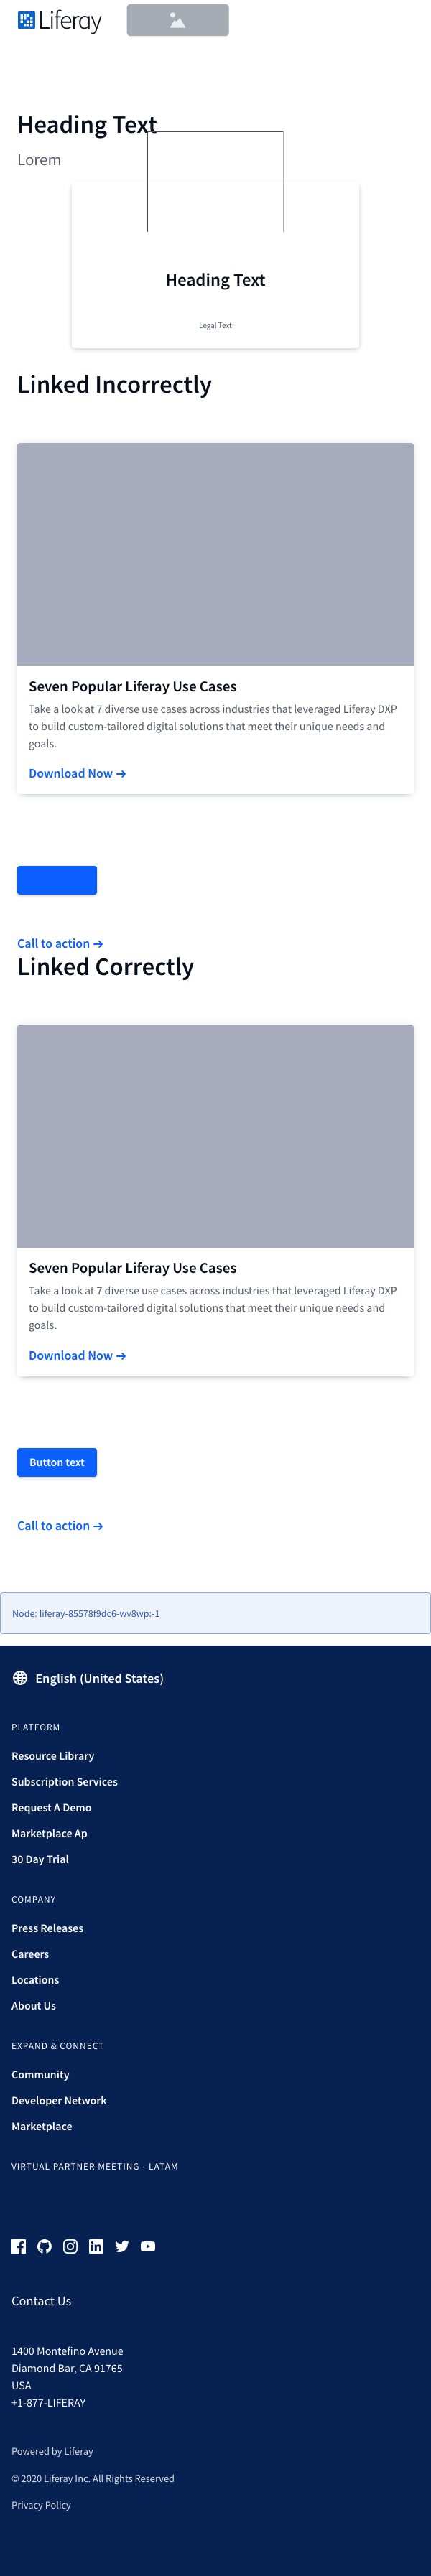 Liferay
Heading Text
Lorem
Heading Text
Legal Text
Linked Incorrectly
Seven Popular Liferay Use Cases
Take a look at 7 diverse use cases across industries that leveraged Liferay DXP
to build custom-tailored digital solutions that meet their unique needs and
goals.
Download Now →
Call to action →
Linked Correctly
Seven Popular Liferay Use Cases
Take a look at 7 diverse use cases across industries that leveraged Liferay DXP
to build custom-tailored digital solutions that meet their unique needs and
goals.
Download Now →
Button text
Call to action →
Node: liferay-85578f9dc6-wv8wp:-1
English (United States)
PLATFORM
Resource Library
Subscription Services
Request A Demo
Marketplace Ap
30 Day Trial
COMPANY
Press Releases
Careers
Locations
About Us
EXPAND & CONNECT
Community
Developer Network
Marketplace
VIRTUAL PARTNER MEETING - LATAM
Contact Us
1400 Montefino Avenue
Diamond Bar, CA 91765
USA
+1-877-LIFERAY
Powered by Liferay
© 2020 Liferay Inc. All Rights Reserved
Privacy Policy